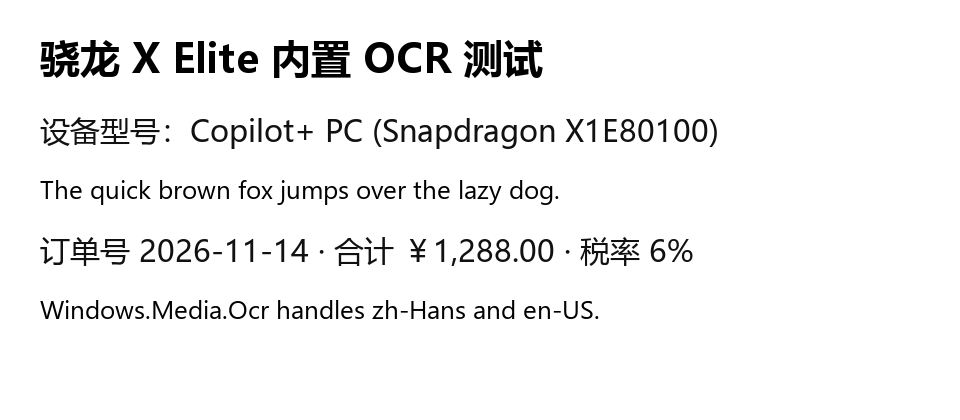 骁龙 X Elite 内置 OCR 测试
设备型号：Copilot+ PC (Snapdragon X1E80100)
The quick brown fox jumps over the lazy dog.
订单号 2026-11-14 · 合计 ￥1,288.00 · 税率 6%
Windows.Media.Ocr handles zh-Hans and en-US.